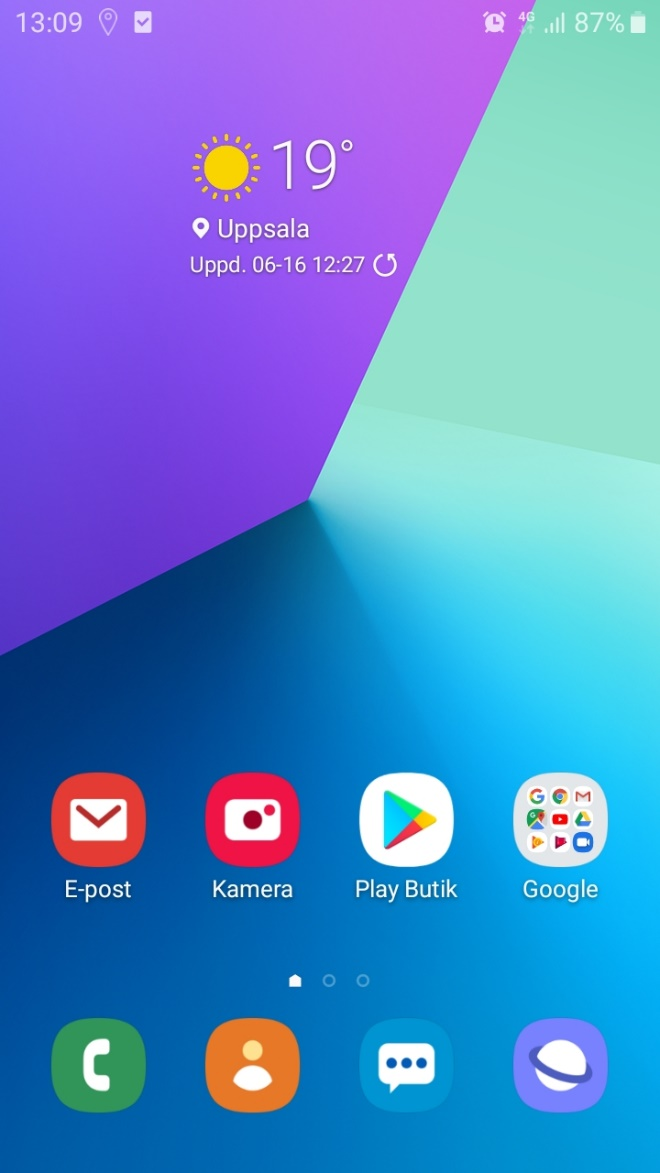 13:09 4G 87%
19°
Uppsala
Uppd. 06-16 12:27
E-post Kamera Play Butik Google